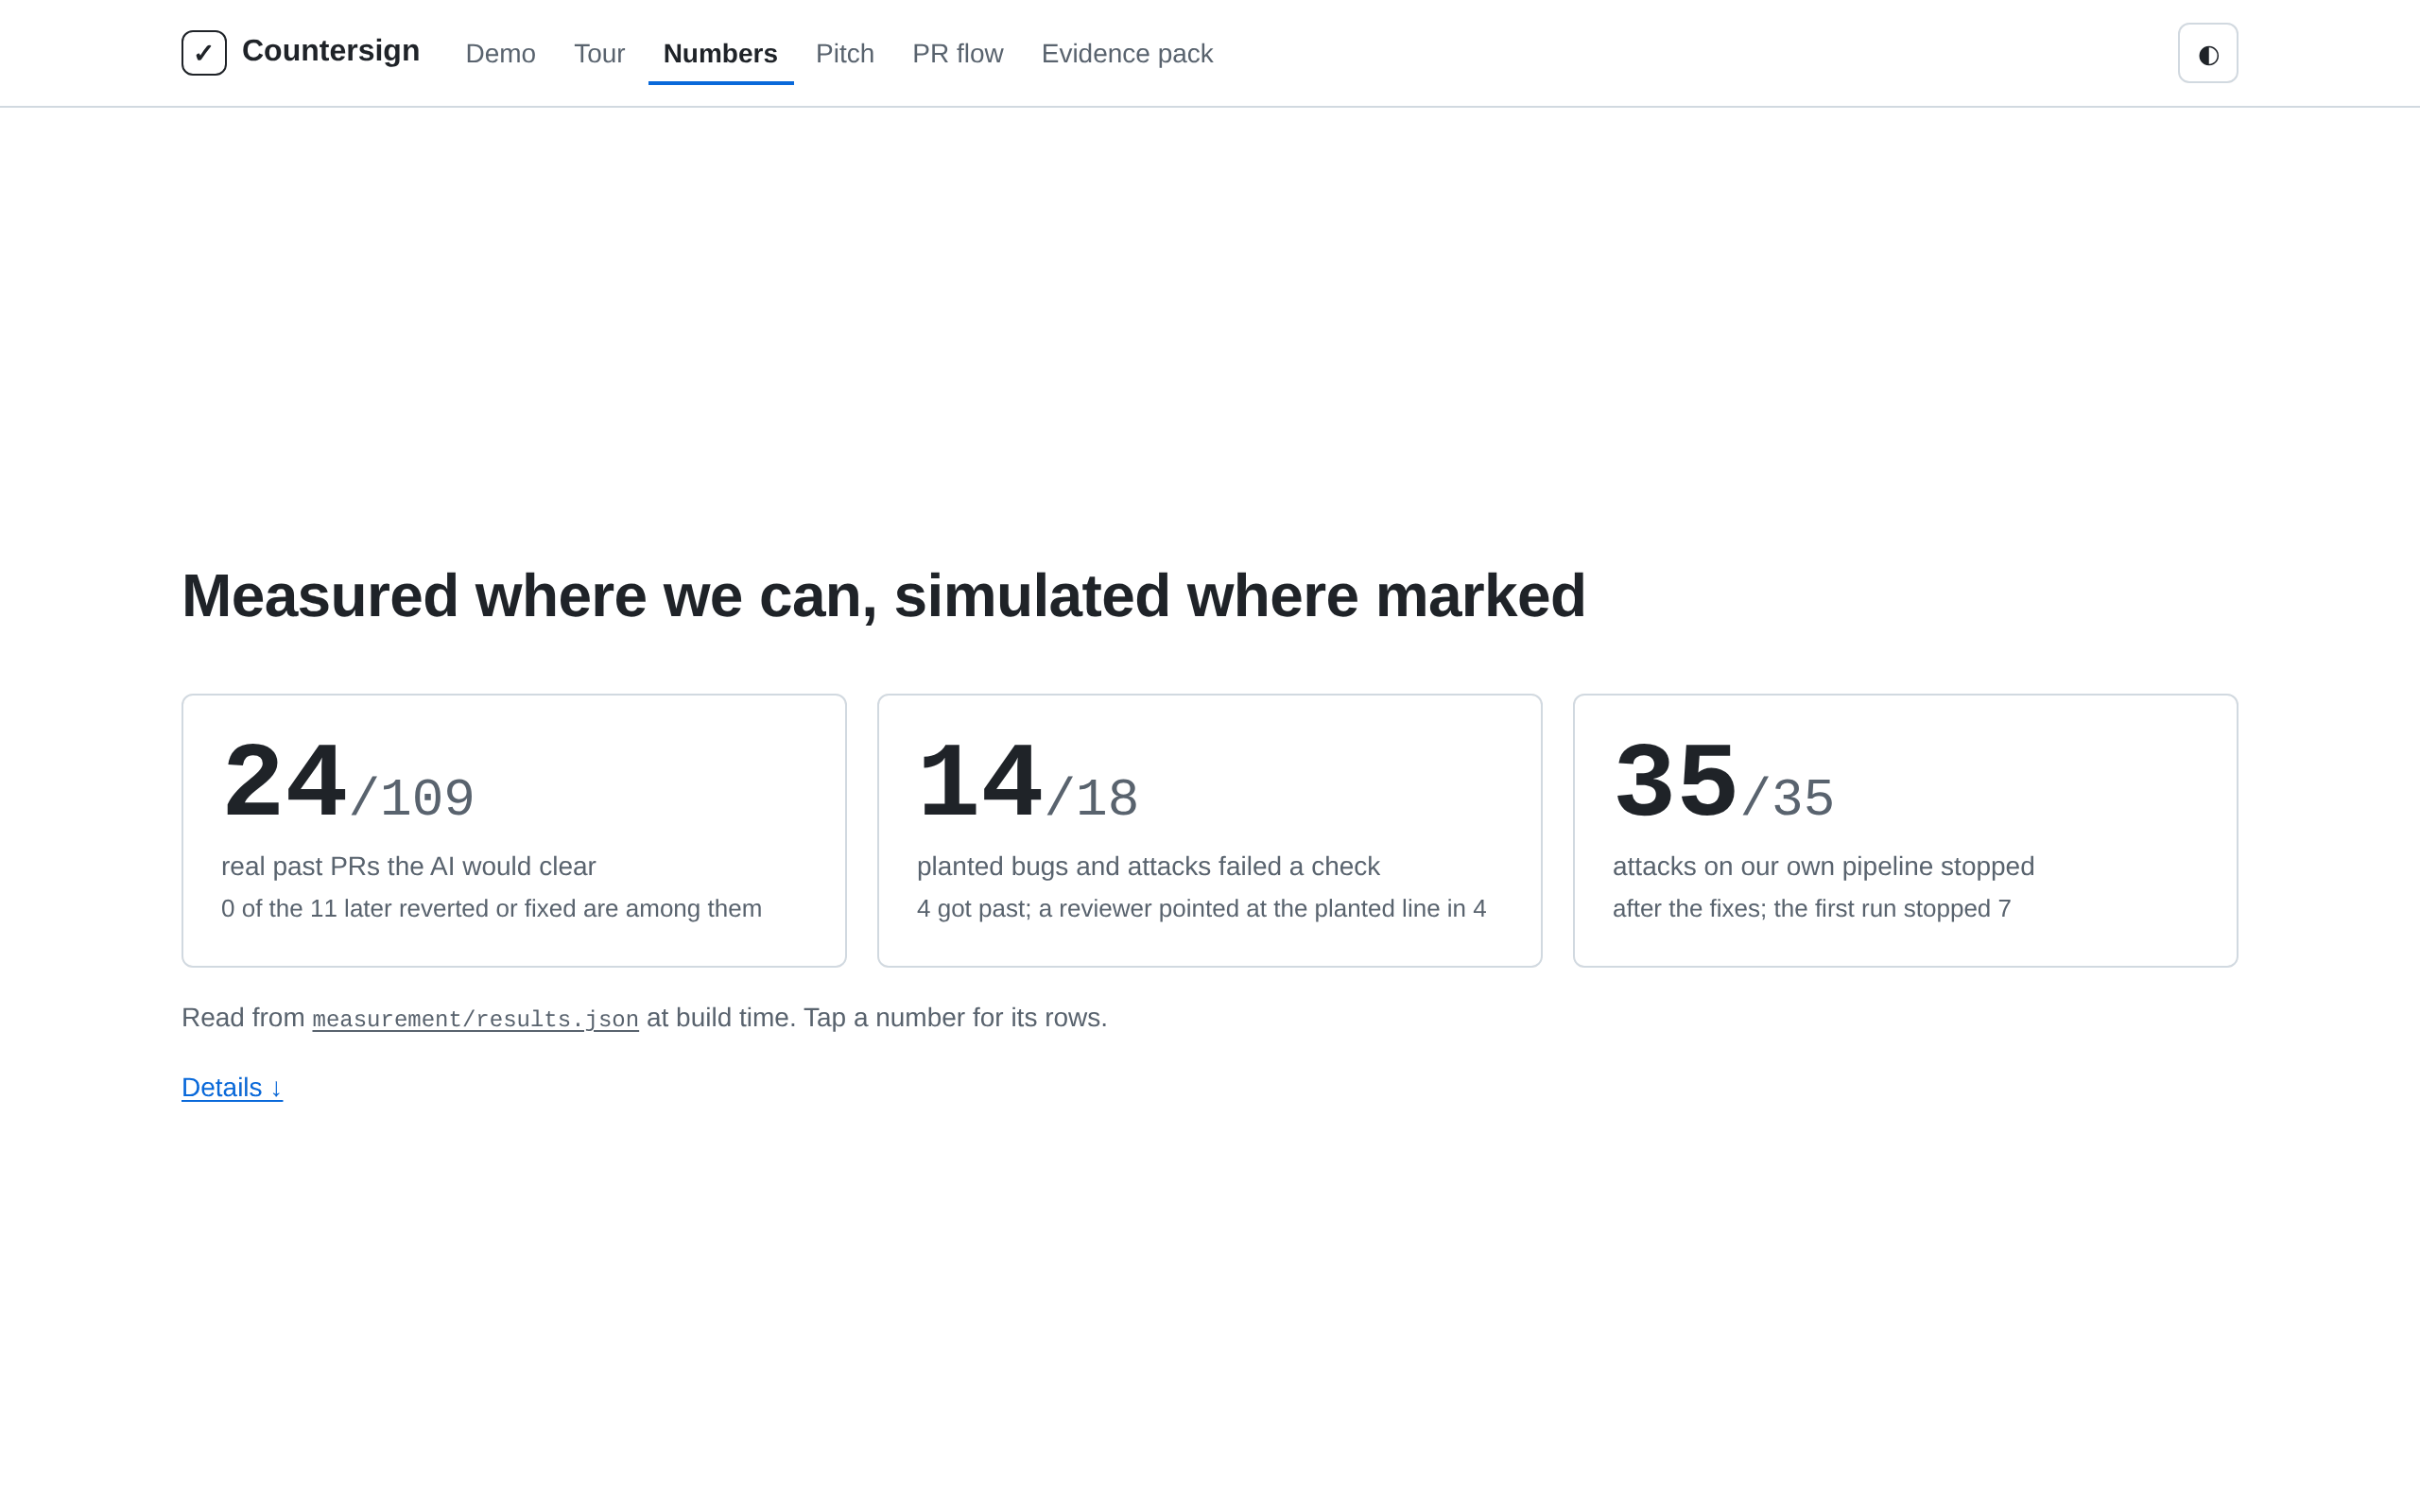 ✓ Countersign Demo Tour Numbers Pitch PR flow Evidence pack
Measured where we can, simulated where marked
24/109
real past PRs the AI would clear
0 of the 11 later reverted or fixed are among them
14/18
planted bugs and attacks failed a check
4 got past; a reviewer pointed at the planted line in 4
35/35
attacks on our own pipeline stopped
after the fixes; the first run stopped 7
Read from measurement/results.json at build time. Tap a number for its rows.
Details ↓